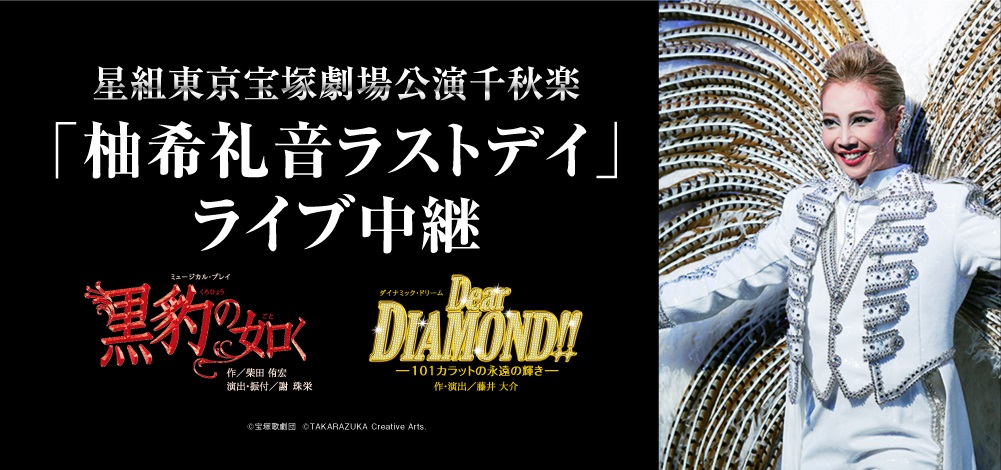 星組東京宝塚劇場公演千秋楽
「柚希礼音ラストデイ」
ライブ中継
ミュージカル・プレイ
くろひょう
ごと
黒豹の如く
作／柴田 侑宏
演出・振付／謝 珠栄
ダイナミック・ドリーム
Dear
DIAMOND!!
―101カラットの永遠の輝き―
作・演出／藤井 大介
©宝塚歌劇団 ©TAKARAZUKA Creative Arts.